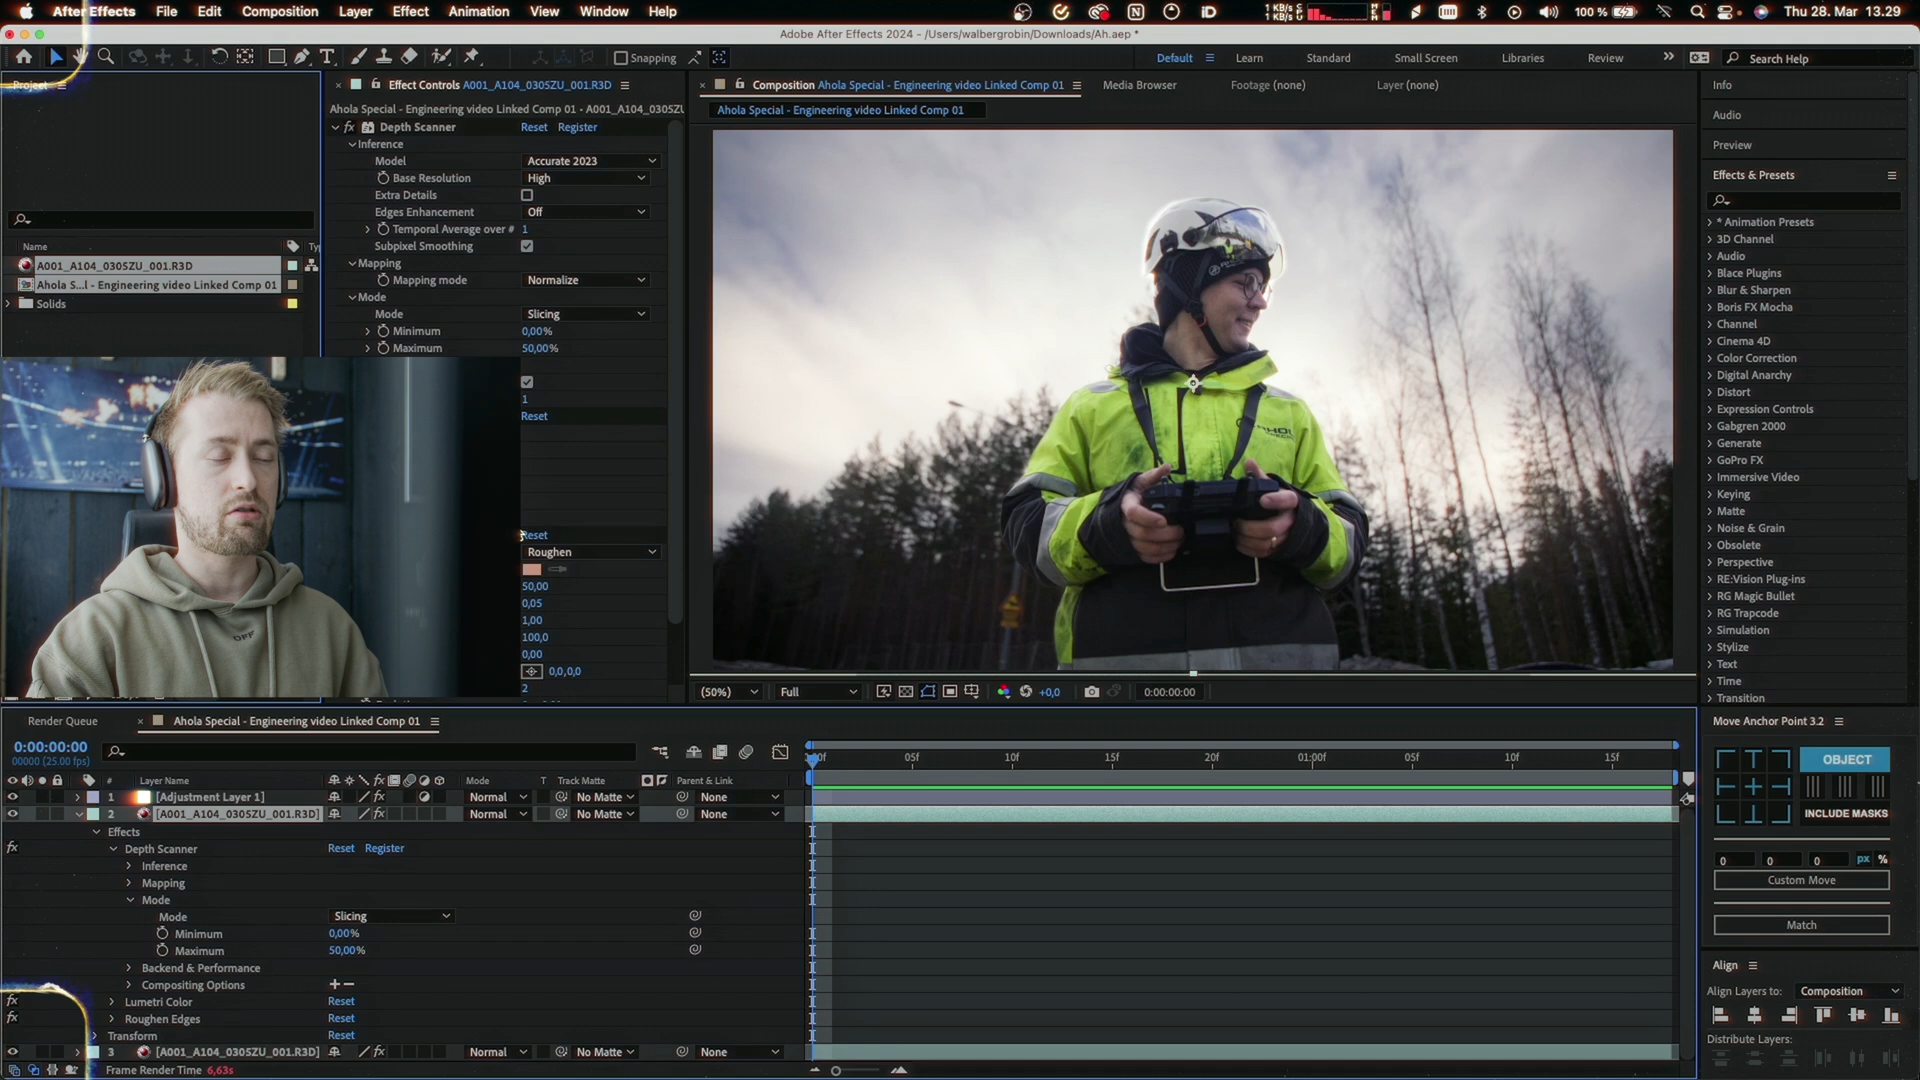 After Effects File Edit Composition Layer Effect Animation View Window Help
1 KB/s 1 KB/s 100 % Thu 28. Mar 13.29
Adobe After Effects 2024 - /Users/walbergrobin/Downloads/Ah.aep *
Snapping Default Learn Standard Small Screen Libraries Review Search Help
Project
Effect Controls A001_A104_0305ZU_001.R3D
Composition Ahola Special - Engineering video Linked Comp 01 Media Browser Footage (none) Layer (none)
Ahola Special - Engineering video Linked Comp 01 • A001_A104_0305ZU
Ahola Special - Engineering video Linked Comp 01
fx Depth Scanner Reset Register
Inference
Model Accurate 2023
Base Resolution High
Extra Details
Edges Enhancement Off
Temporal Average over # 1
Subpixel Smoothing
Mapping
Mapping mode Normalize
Mode
Mode Slicing
Minimum 0,00%
Maximum 50,00%
1
Reset
Reset
Roughen
50,00
0,05
1,00
100,0
0,00
0,0,0,0
2
Name
A001_A104_0305ZU_001.R3D
Ahola S...l - Engineering video Linked Comp 01
Solids
OFF
AHOL
(50%) Full +0,0 0:00:00:00
Info
Audio
Preview
Effects & Presets
* Animation Presets
3D Channel
Audio
Blace Plugins
Blur & Sharpen
Boris FX Mocha
Channel
Cinema 4D
Color Correction
Digital Anarchy
Distort
Expression Controls
Gabgren 2000
Generate
GoPro FX
Immersive Video
Keying
Matte
Noise & Grain
Obsolete
Perspective
RE:Vision Plug-ins
RG Magic Bullet
RG Trapcode
Simulation
Stylize
Text
Time
Transition
Render Queue Ahola Special - Engineering video Linked Comp 01
0:00:00:00
00000 (25.00 fps)
05f 10f 15f 20f 01:00f 05f 10f 15f
# Layer Name Mode T Track Matte Parent & Link
1 [Adjustment Layer 1] Normal No Matte None
2 [A001_A104_0305ZU_001.R3D] Normal No Matte None
Effects
fx Depth Scanner Reset Register
Inference
Mapping
Mode
Mode Slicing
Minimum 0,00%
Maximum 50,00%
Backend & Performance
Compositing Options + −
fx Lumetri Color Reset
fx Roughen Edges Reset
Transform Reset
3 [A001_A104_0305ZU_001.R3D] Normal No Matte None
Frame Render Time 6,63s
Move Anchor Point 3.2
OBJECT
INCLUDE MASKS
0 0 0 px %
Custom Move
Match
Align
Align Layers to: Composition
Distribute Layers: